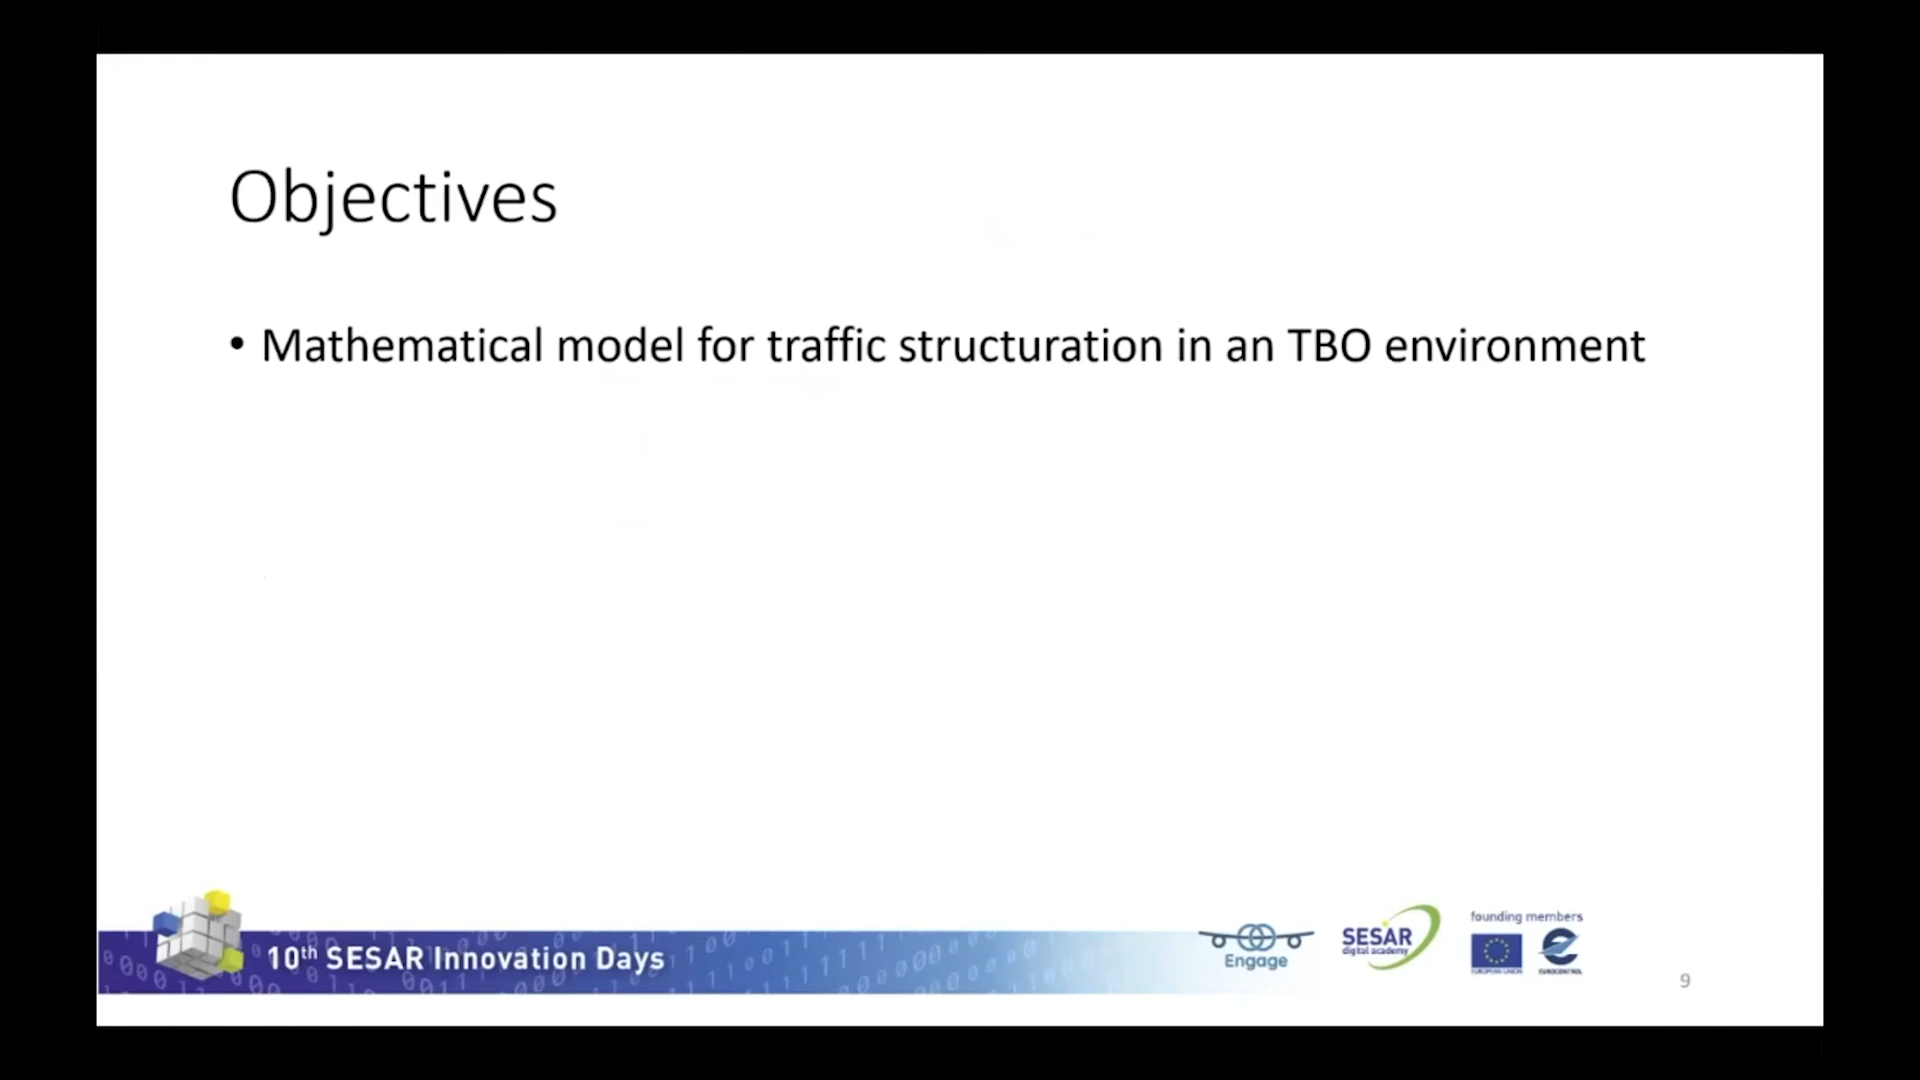 Objectives
• Mathematical model for traffic structuration in an TBO environment
10th SESAR Innovation Days
Engage
SESAR
digital academy
founding members
EUROPEAN UNION
EUROCONTROL
9